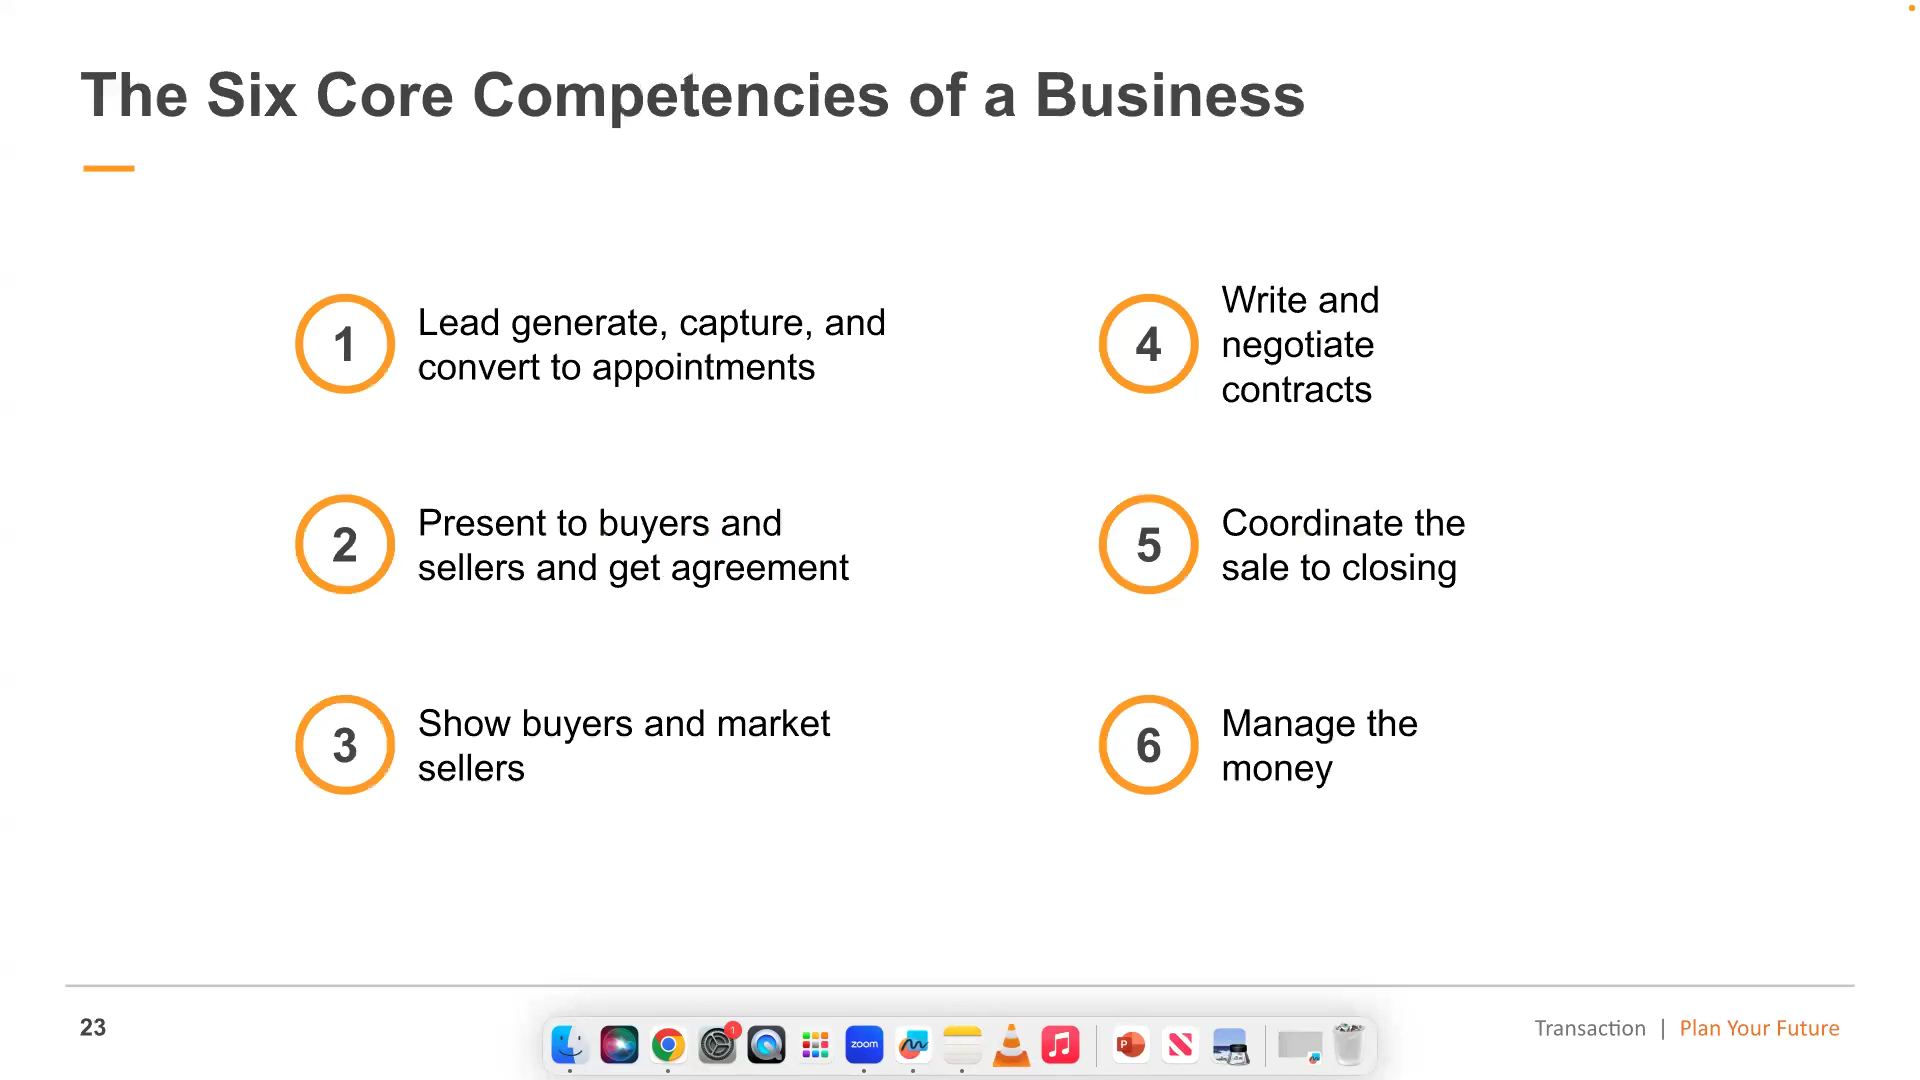 The Six Core Competencies of a Business
1
Lead generate, capture, and
convert to appointments
2
Present to buyers and
sellers and get agreement
3
Show buyers and market
sellers
4
Write and
negotiate
contracts
5
Coordinate the
sale to closing
6
Manage the
money
23
1
zoom
P
Transaction | Plan Your Future